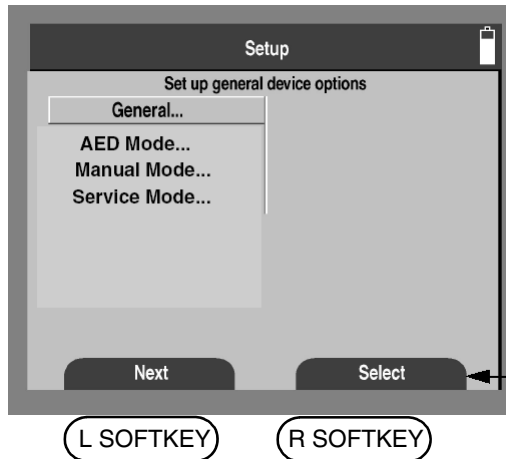 Setup
Set up general device options
General...
AED Mode...
Manual Mode...
Service Mode...
Next Select
L SOFTKEY R SOFTKEY